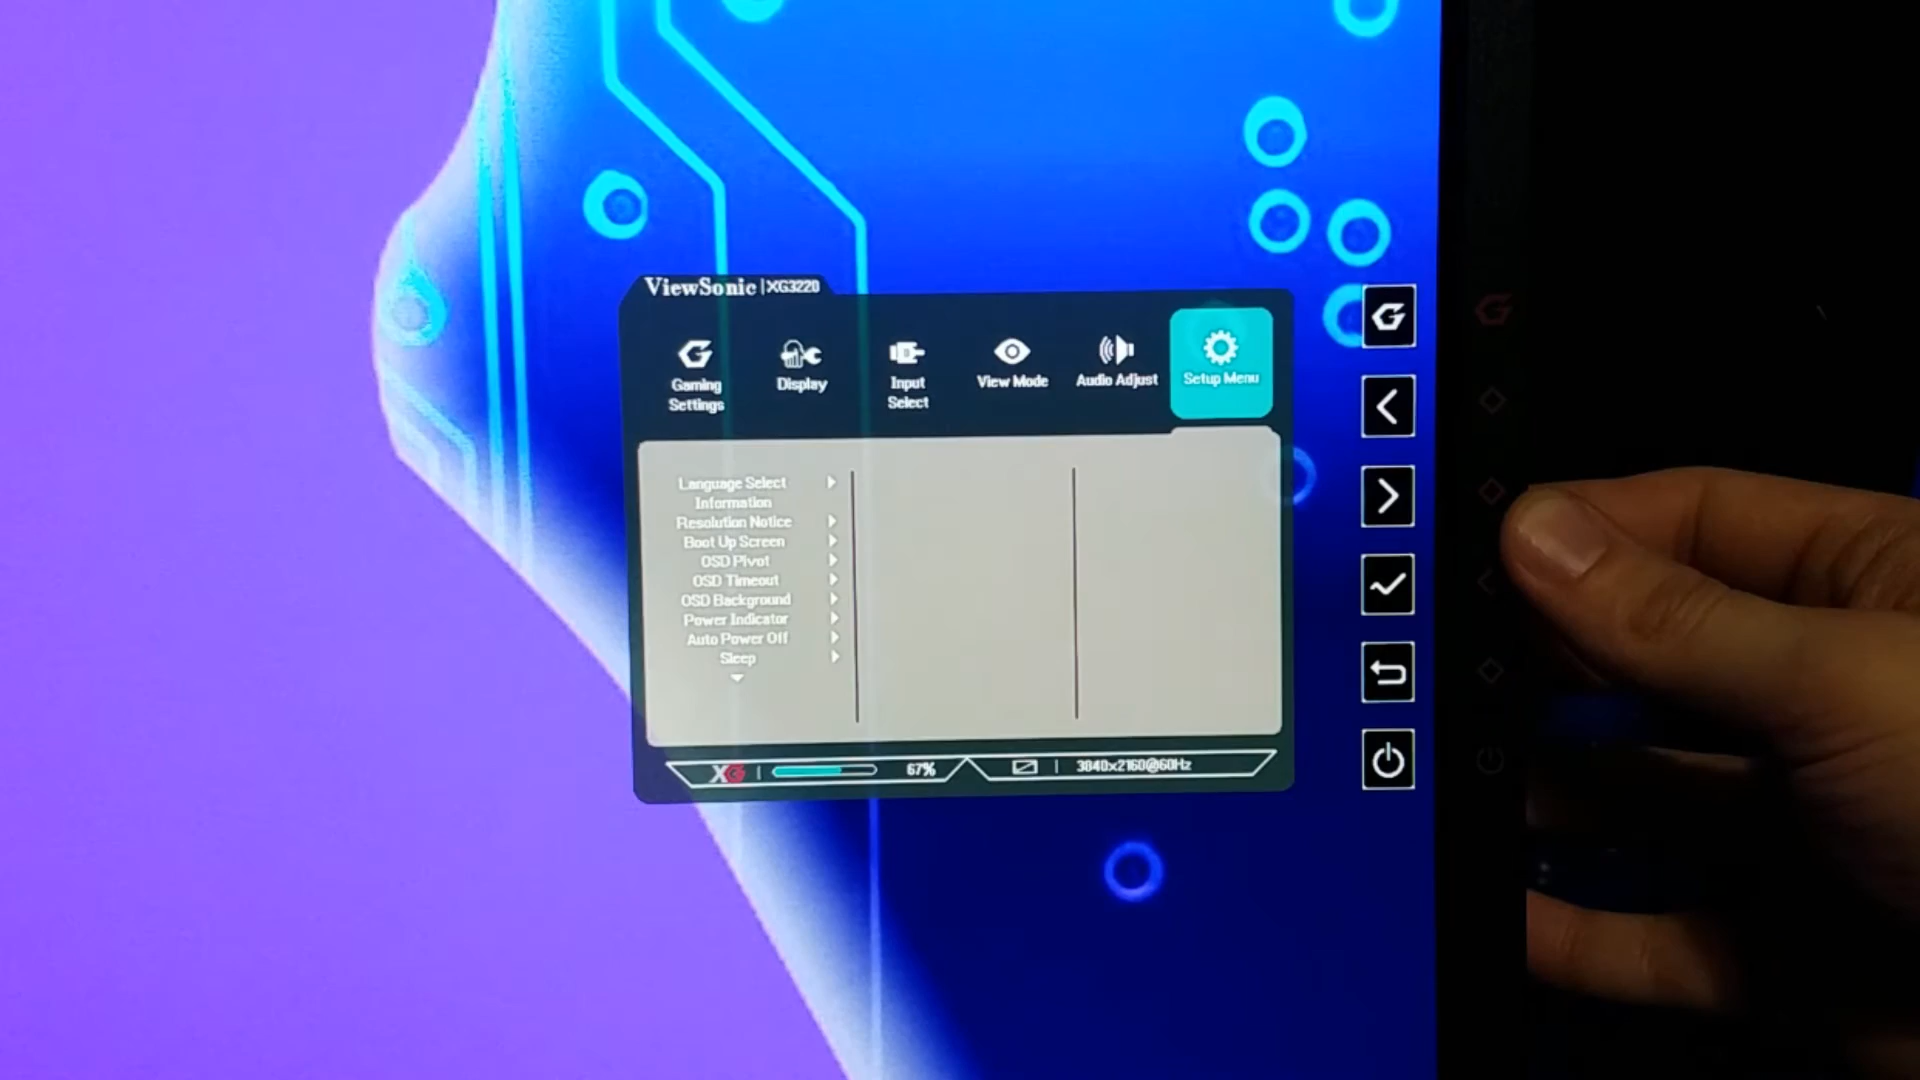 ViewSonic | XG3220
Gaming
Settings
Display
Input
Select
View Mode
Audio Adjust
Setup Menu
Language Select
Information
Resolution Notice
Boot Up Screen
OSD Pivot
OSD Timeout
OSD Background
Power Indicator
Auto Power Off
Sleep
XG | 67% | 3840x2160@60Hz